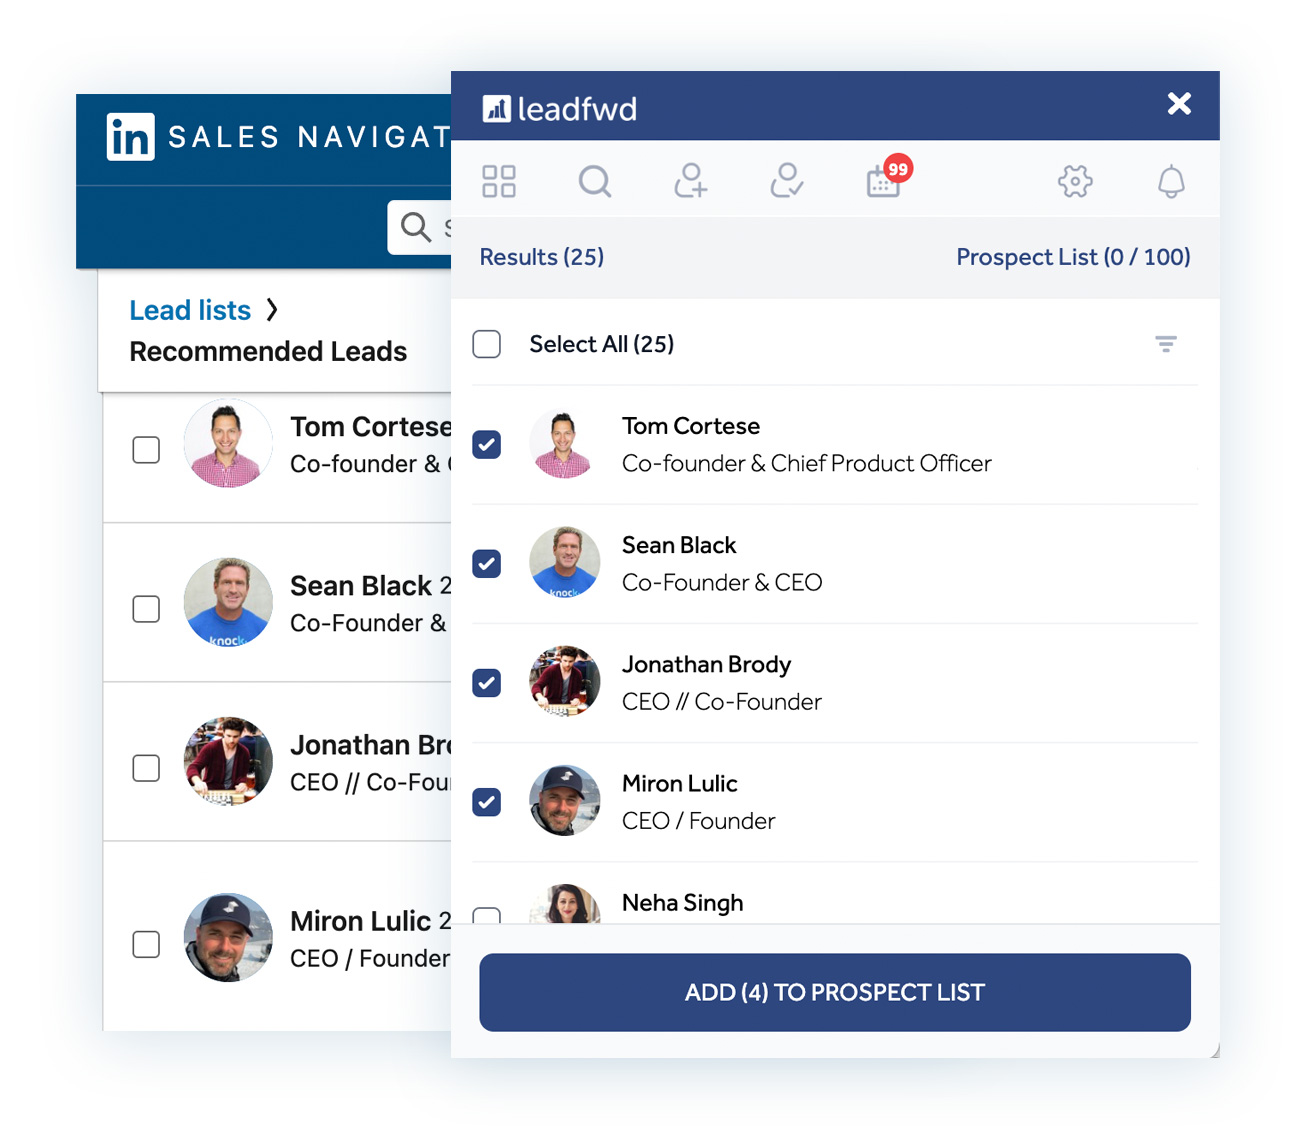 in SALES NAVIGAT
Lead lists
Recommended Leads
Tom Cortese
Co-founder &
Sean Black 2
Co-Founder &
knock
Jonathan Bro
CEO // Co-Fou
Miron Lulic 2
CEO / Founder
leadfwd
99
Results (25)
Prospect List (0 / 100)
Select All (25)
Tom Cortese
Co-founder & Chief Product Officer
Sean Black
Co-Founder & CEO
knock
Jonathan Brody
CEO // Co-Founder
Miron Lulic
CEO / Founder
Neha Singh
ADD (4) TO PROSPECT LIST